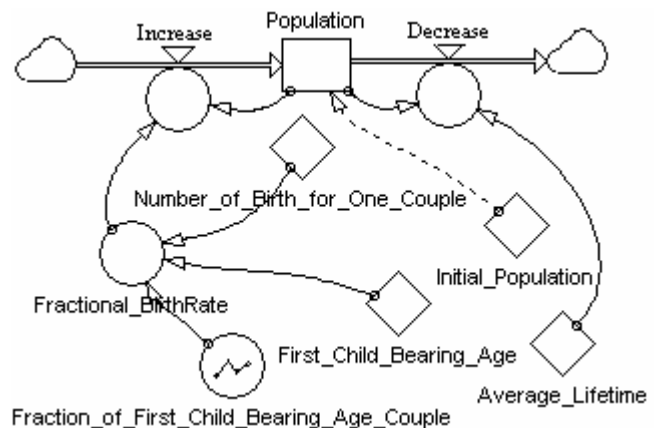 Population
Increase
Decrease
Number_of_Birth_for_One_Couple
Initial_Population
Fractional_BirthRate
First_Child_Bearing_Age
Average_Lifetime
Fraction_of_First_Child_Bearing_Age_Couple